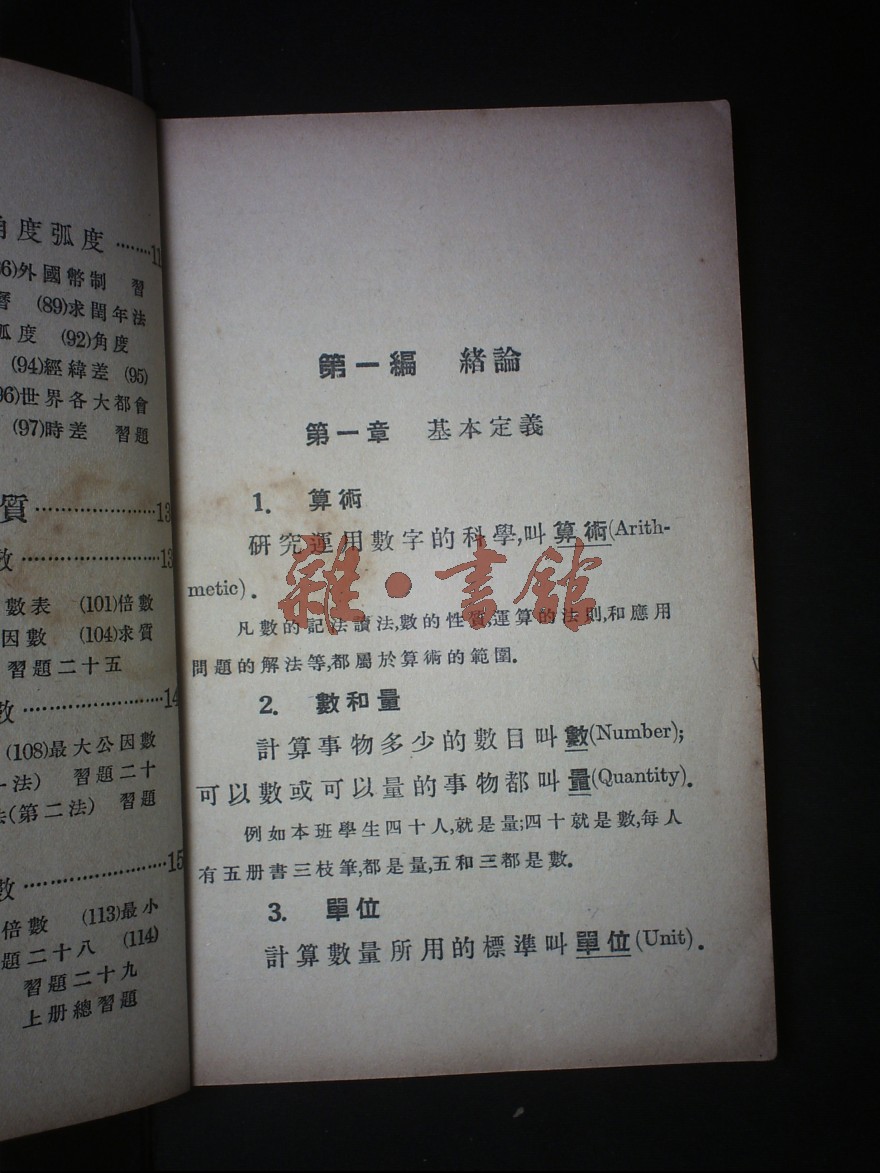 角度弧度………11
外國幣制 習
(89)求閏年法
弧度 (92)角度
(94)經緯差 (95)
世界各大都會
(97)時差 習題
質…………………13
數…………………13
數表 (101)倍數
因數 (104)求質
習題二十五
數…………………14
(108)最大公因數
一法) 習題二十
法(第二法) 習題
數…………………15
倍數 (113)最小
題二十八 (114)
習題二十九
上册總習題
第一編 緒論
第一章 基本定義
1. 算術
研究運用數字的科學,叫算術(Arith-
metic).
凡數的記法讀法,數的性質,運算的法則,和應用
問題的解法等,都屬於算術的範圍.
2. 數和量
計算事物多少的數目叫數(Number);
可以數或可以量的事物都叫量(Quantity).
例如本班學生四十人,就是量;四十就是數,每人
有五册書三枝筆,都是量,五和三都是數.
3. 單位
計算數量所用的標準叫單位(Unit).
雜·書館